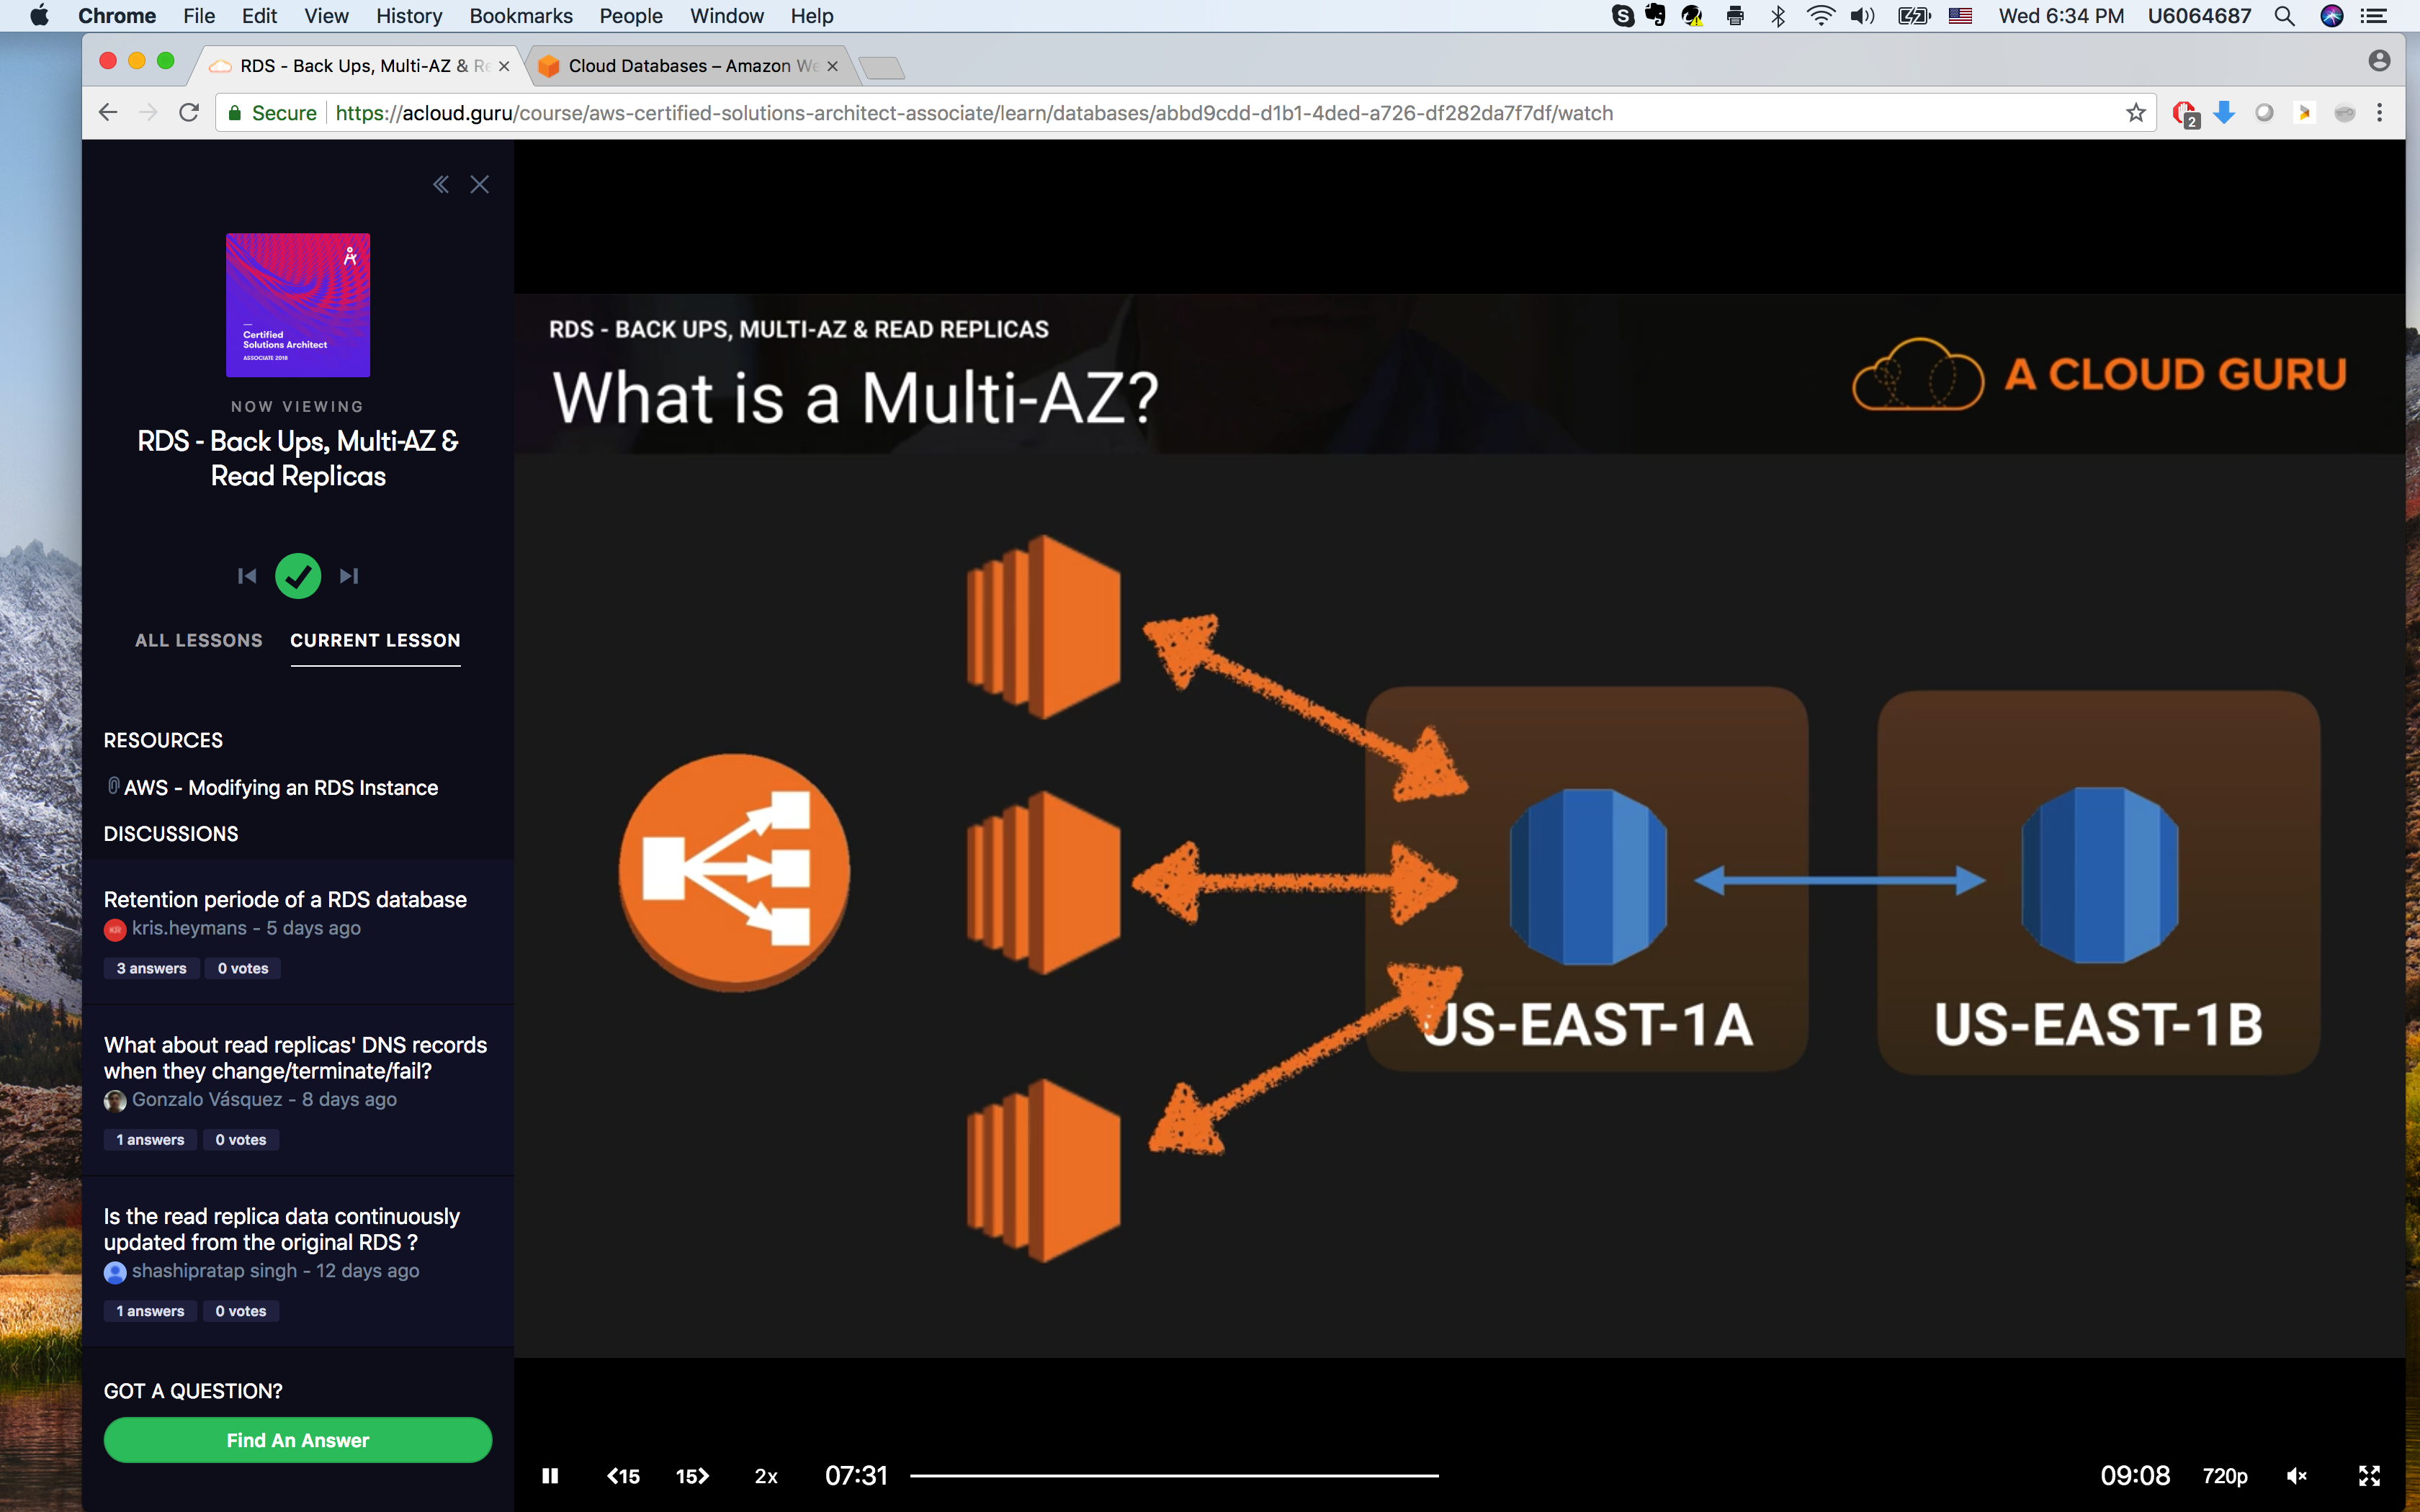 Chrome File Edit View History Bookmarks People Window Help Wed 6:34 PM U6064687
RDS - Back Ups, Multi-AZ & Re Cloud Databases – Amazon We
Secure https://acloud.guru/course/aws-certified-solutions-architect-associate/learn/databases/abbd9cdd-d1b1-4ded-a726-df282da7f7df/watch 2
Certified
Solutions Architect
ASSOCIATE 2018
NOW VIEWING
RDS - Back Ups, Multi-AZ &
Read Replicas
ALL LESSONS CURRENT LESSON
RESOURCES
AWS - Modifying an RDS Instance
DISCUSSIONS
Retention periode of a RDS database
KR kris.heymans - 5 days ago
3 answers 0 votes
What about read replicas' DNS records
when they change/terminate/fail?
Gonzalo Vásquez - 8 days ago
1 answers 0 votes
Is the read replica data continuously
updated from the original RDS ?
shashipratap singh - 12 days ago
1 answers 0 votes
GOT A QUESTION?
Find An Answer
RDS - BACK UPS, MULTI-AZ & READ REPLICAS
What is a Multi-AZ?
A CLOUD GURU
US-EAST-1A
US-EAST-1B
15 15 2x 07:31 09:08 720p